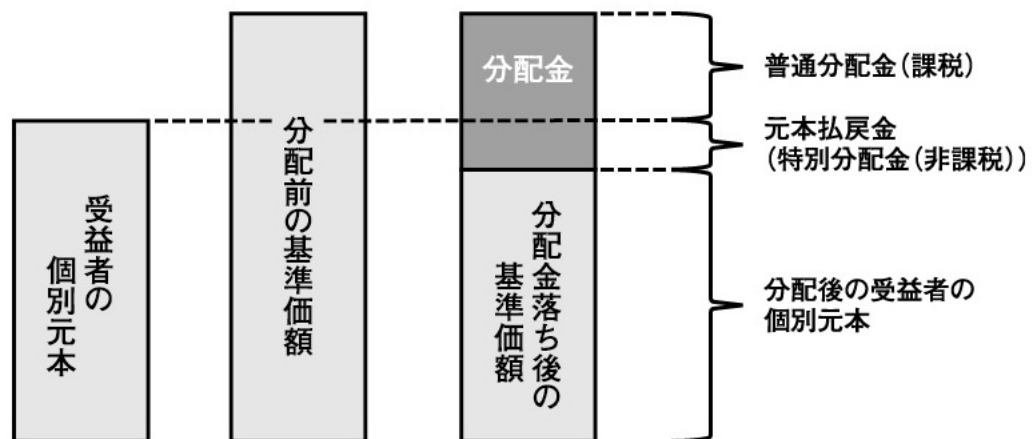 受益者の
個別元本
分配前の基準価額
分配金
分配金落ち後の
基準価額
普通分配金(課税)
元本払戻金
(特別分配金(非課税))
分配後の受益者の
個別元本